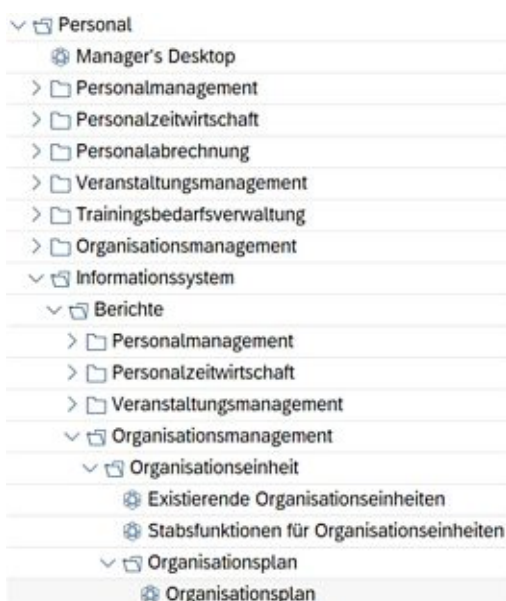 Personal
Manager's Desktop
Personalmanagement
Personalzeitwirtschaft
Personalabrechnung
Veranstaltungsmanagement
Trainingsbedarfsverwaltung
Organisationsmanagement
Informationssystem
Berichte
Personalmanagement
Personalzeitwirtschaft
Veranstaltungsmanagement
Organisationsmanagement
Organisationseinheit
Existierende Organisationseinheiten
Stabsfunktionen für Organisationseinheiten
Organisationsplan
Organisationsplan